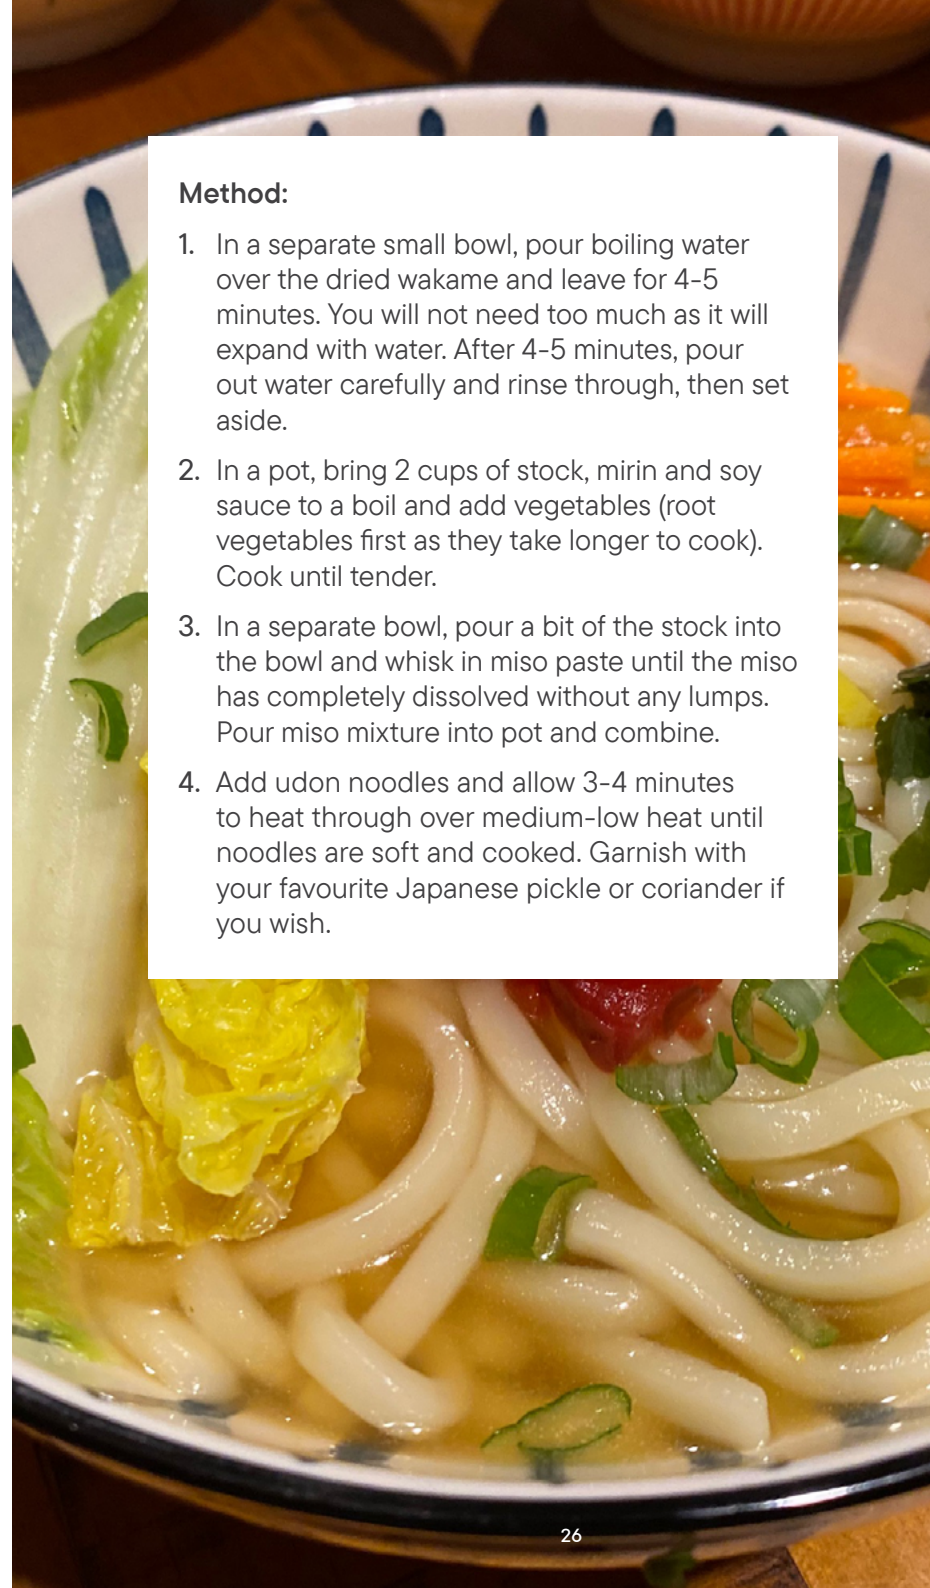 Method:
1. In a separate small bowl, pour boiling water
over the dried wakame and leave for 4-5
minutes. You will not need too much as it will
expand with water. After 4-5 minutes, pour
out water carefully and rinse through, then set
aside.
2. In a pot, bring 2 cups of stock, mirin and soy
sauce to a boil and add vegetables (root
vegetables first as they take longer to cook).
Cook until tender.
3. In a separate bowl, pour a bit of the stock into
the bowl and whisk in miso paste until the miso
has completely dissolved without any lumps.
Pour miso mixture into pot and combine.
4. Add udon noodles and allow 3-4 minutes
to heat through over medium-low heat until
noodles are soft and cooked. Garnish with
your favourite Japanese pickle or coriander if
you wish.
26